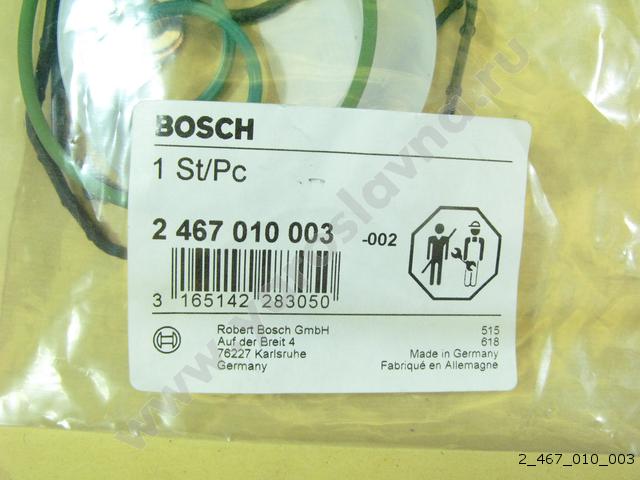 BOSCH
1 St/Pc
2 467 010 003 -002
3 165142 283050
Robert Bosch GmbH 515
Auf der Breit 4 618
76227 Karlsruhe Made in Germany
Germany Fabriqué en Allemagne
2_467_010_003